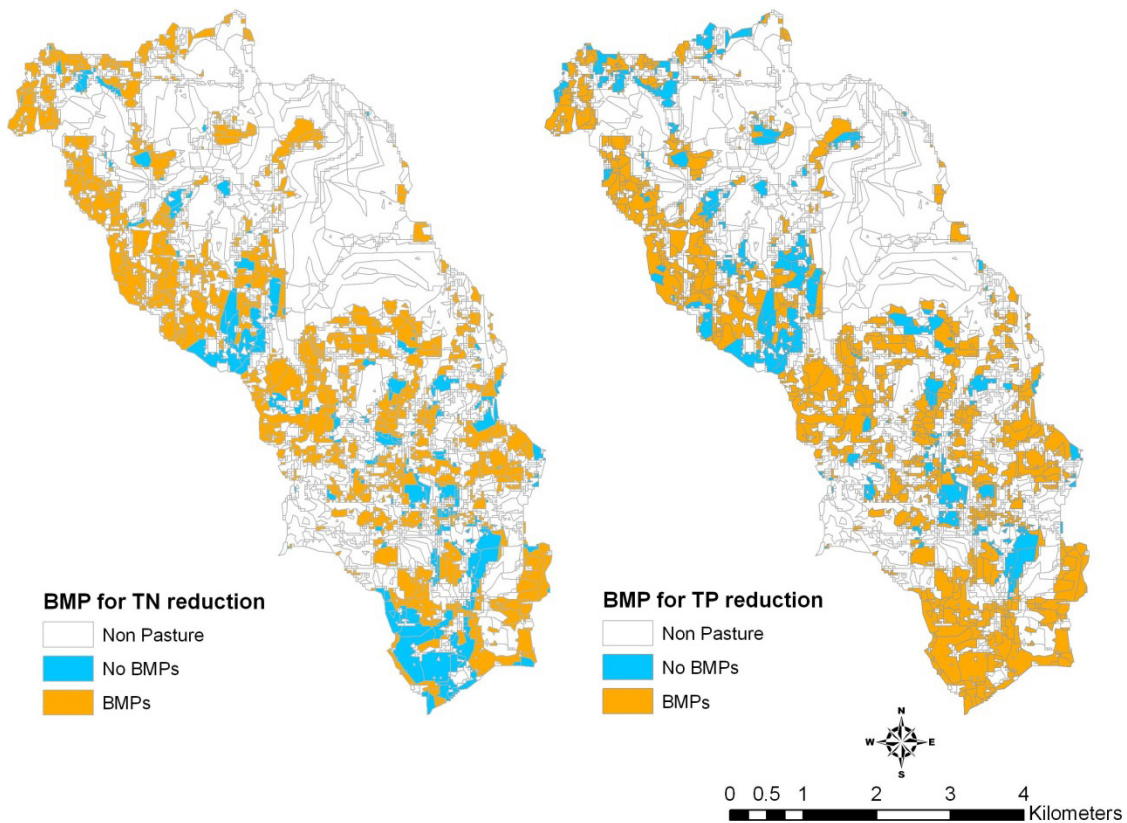 BMP for TN reduction
Non Pasture
No BMPs
BMPs
BMP for TP reduction
Non Pasture
No BMPs
BMPs
N
W E
S
0 0.5 1 2 3 4
Kilometers